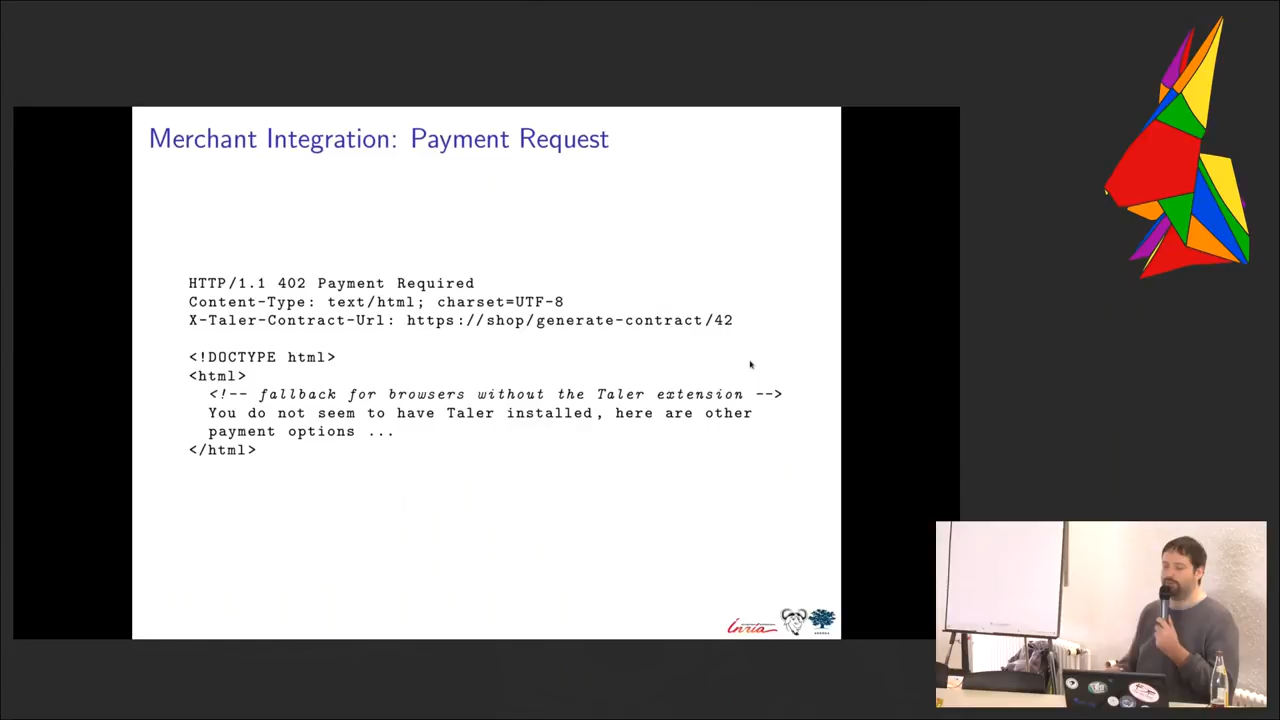 Merchant Integration: Payment Request
HTTP/1.1 402 Payment Required
Content-Type: text/html; charset=UTF-8
X-Taler-Contract-Url: https://shop/generate-contract/42
<!DOCTYPE html>
<html>
<!-- fallback for browsers without the Taler extension -->
You do not seem to have Taler installed, here are other
payment options ...
</html>
Inria